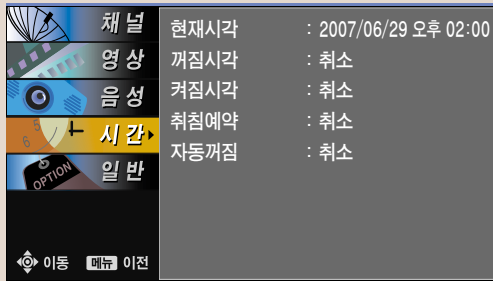 채널
영상
음성
시간
일반
이동 메뉴 이전
현재시각 : 2007/06/29 오후 02:00
꺼짐시각 : 취소
켜짐시각 : 취소
취침예약 : 취소
자동꺼짐 : 취소
5
6
OPTION